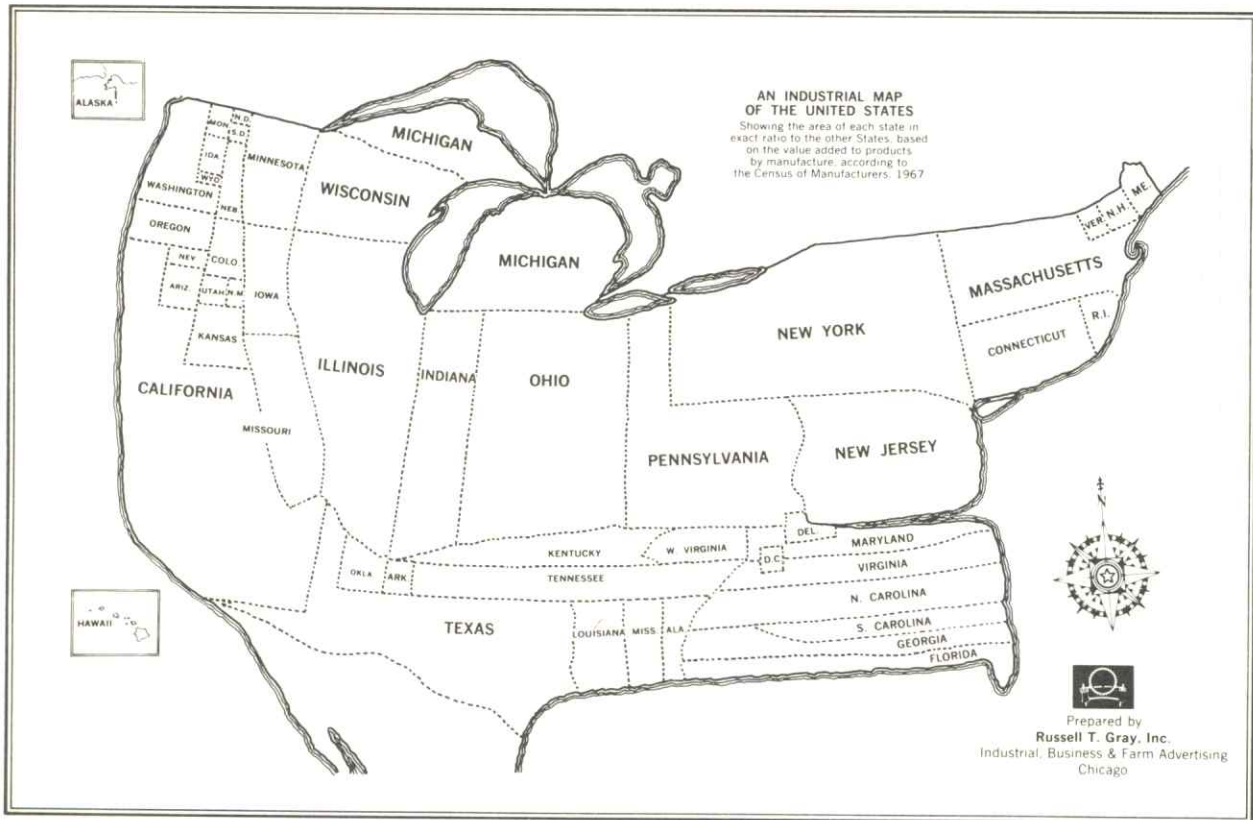 AN INDUSTRIAL MAP
OF THE UNITED STATES
Showing the area of each state in
exact ratio to the other States, based
on the value added to products
by manufacture, according to
the Census of Manufacturers, 1967
ALASKA
MON.
N.D.
S.D.
IDA.
WYO.
MINNESOTA
MICHIGAN
WISCONSIN
WASHINGTON
NEB.
OREGON
NEV.
COLO.
ARIZ.
UTAH
N.M.
IOWA
KANSAS
MICHIGAN
VER.
N.H.
ME.
MASSACHUSETTS
R.I.
CONNECTICUT
NEW YORK
CALIFORNIA
ILLINOIS
INDIANA
OHIO
MISSOURI
PENNSYLVANIA
NEW JERSEY
N
DEL.
MARYLAND
KENTUCKY
W. VIRGINIA
D.C.
VIRGINIA
OKLA.
ARK.
TENNESSEE
N. CAROLINA
HAWAII
TEXAS
LOUISIANA
MISS.
ALA.
S. CAROLINA
GEORGIA
FLORIDA
Prepared by
Russell T. Gray, Inc.
Industrial, Business & Farm Advertising
Chicago